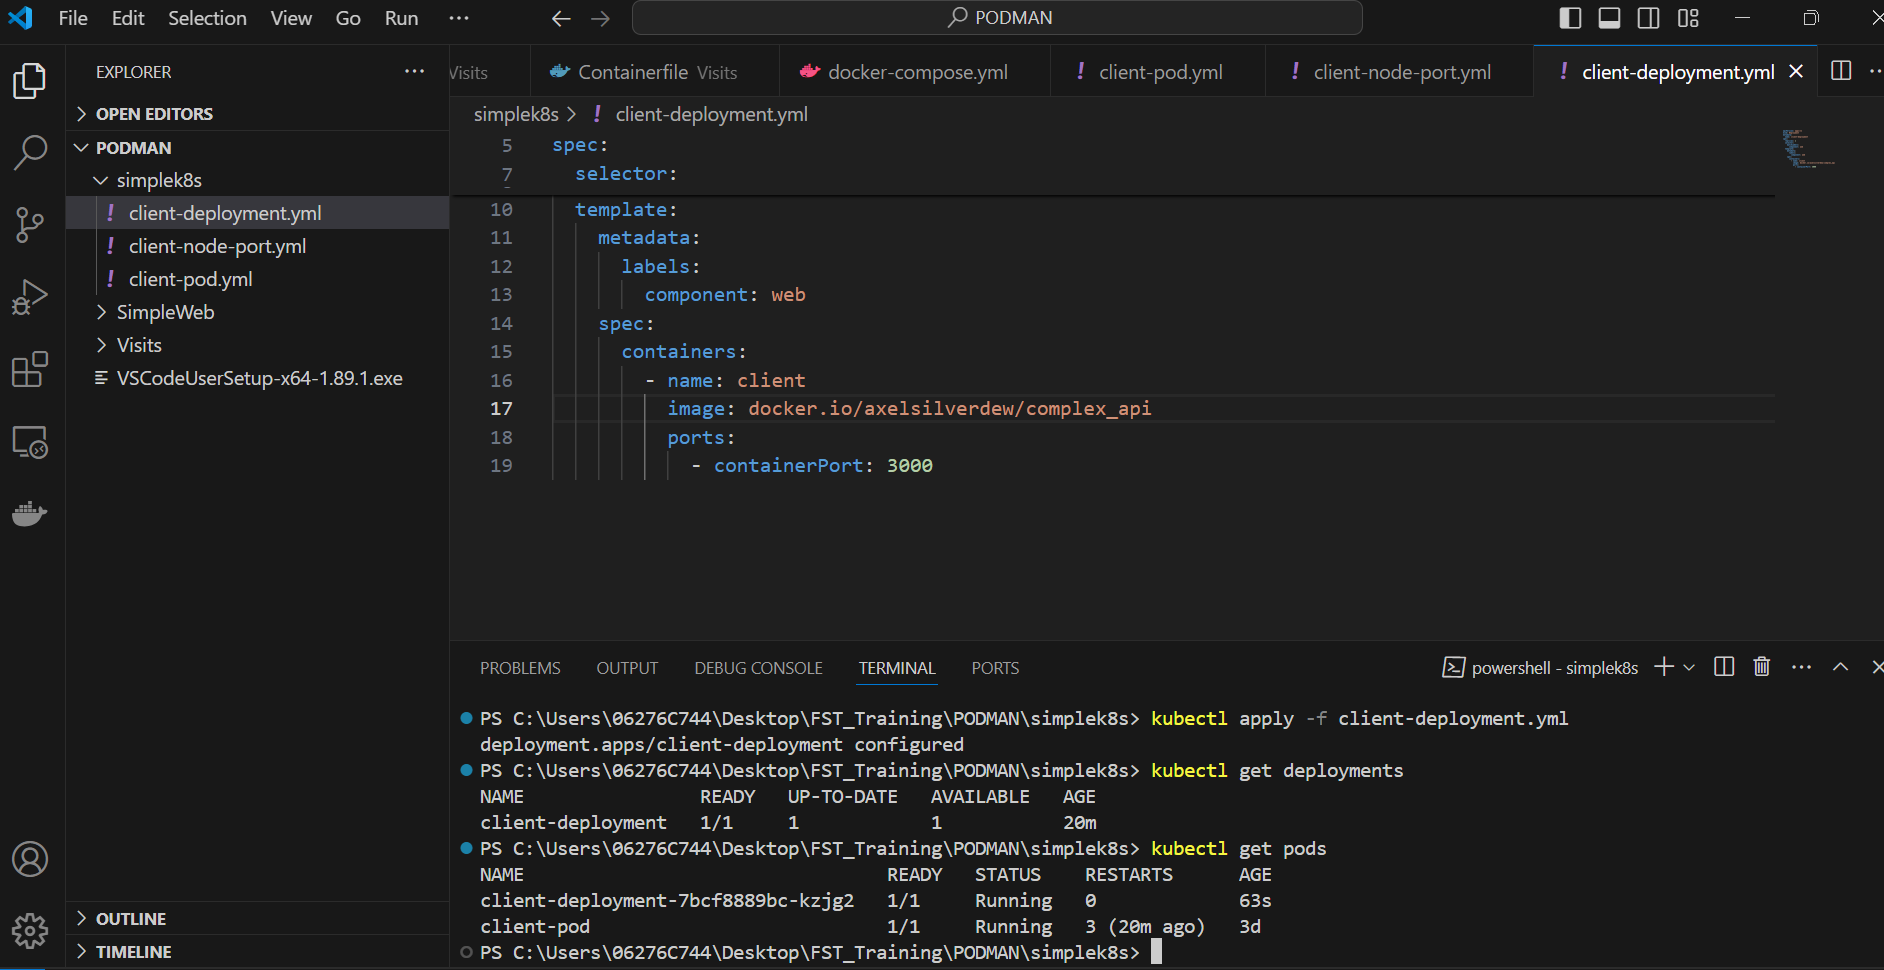 File Edit Selection View Go Run ··· PODMAN
EXPLORER ···
OPEN EDITORS
PODMAN
simplek8s
! client-deployment.yml
! client-node-port.yml
! client-pod.yml
SimpleWeb
Visits
VSCodeUserSetup-x64-1.89.1.exe
OUTLINE
TIMELINE
Visits Containerfile Visits docker-compose.yml ! client-pod.yml ! client-node-port.yml ! client-deployment.yml
simplek8s > ! client-deployment.yml
5 spec:
7 selector:
10 template:
11 metadata:
12 labels:
13 component: web
14 spec:
15 containers:
16 - name: client
17 image: docker.io/axelsilverdew/complex_api
18 ports:
19 - containerPort: 3000
PROBLEMS OUTPUT DEBUG CONSOLE TERMINAL PORTS powershell - simplek8s
PS C:\Users\06276C744\Desktop\FST_Training\PODMAN\simplek8s> kubectl apply -f client-deployment.yml
deployment.apps/client-deployment configured
PS C:\Users\06276C744\Desktop\FST_Training\PODMAN\simplek8s> kubectl get deployments
NAME READY UP-TO-DATE AVAILABLE AGE
client-deployment 1/1 1 1 20m
PS C:\Users\06276C744\Desktop\FST_Training\PODMAN\simplek8s> kubectl get pods
NAME READY STATUS RESTARTS AGE
client-deployment-7bcf8889bc-kzjg2 1/1 Running 0 63s
client-pod 1/1 Running 3 (20m ago) 3d
PS C:\Users\06276C744\Desktop\FST_Training\PODMAN\simplek8s>